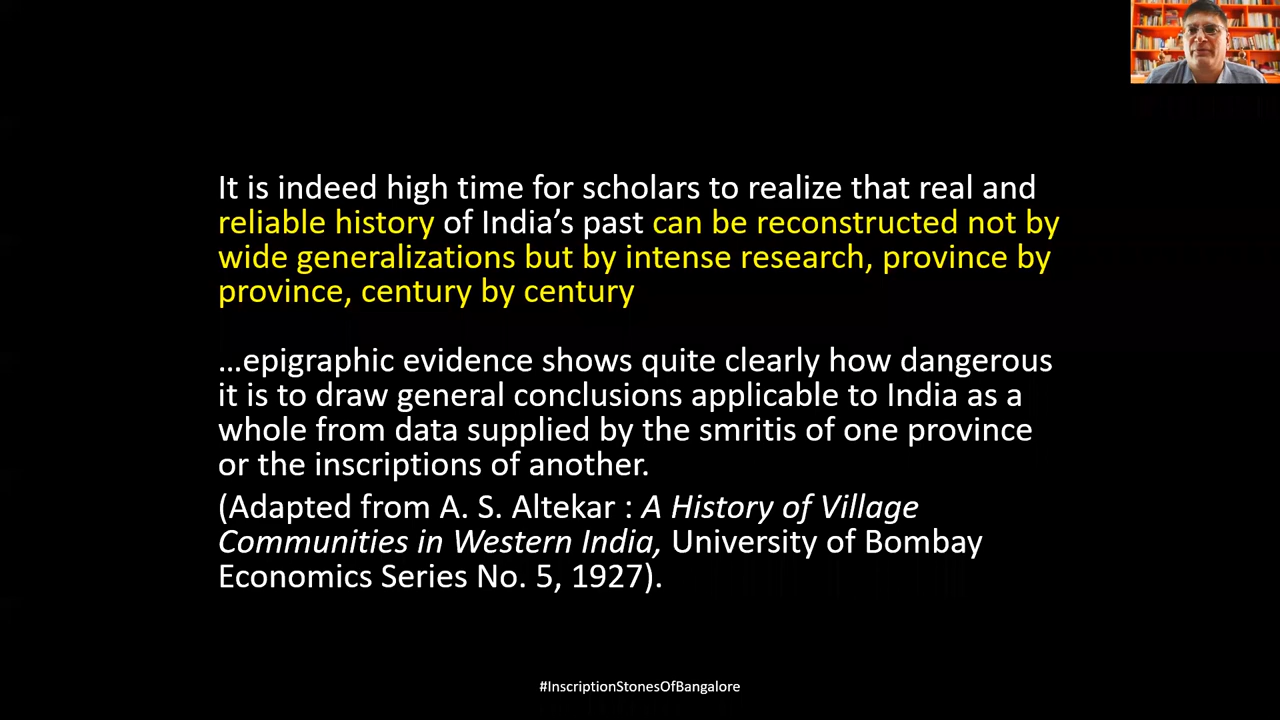 It is indeed high time for scholars to realize that real and
reliable history of India’s past can be reconstructed not by
wide generalizations but by intense research, province by
province, century by century
…epigraphic evidence shows quite clearly how dangerous
it is to draw general conclusions applicable to India as a
whole from data supplied by the smritis of one province
or the inscriptions of another.
(Adapted from A. S. Altekar : A History of Village
Communities in Western India, University of Bombay
Economics Series No. 5, 1927).
#InscriptionStonesOfBangalore